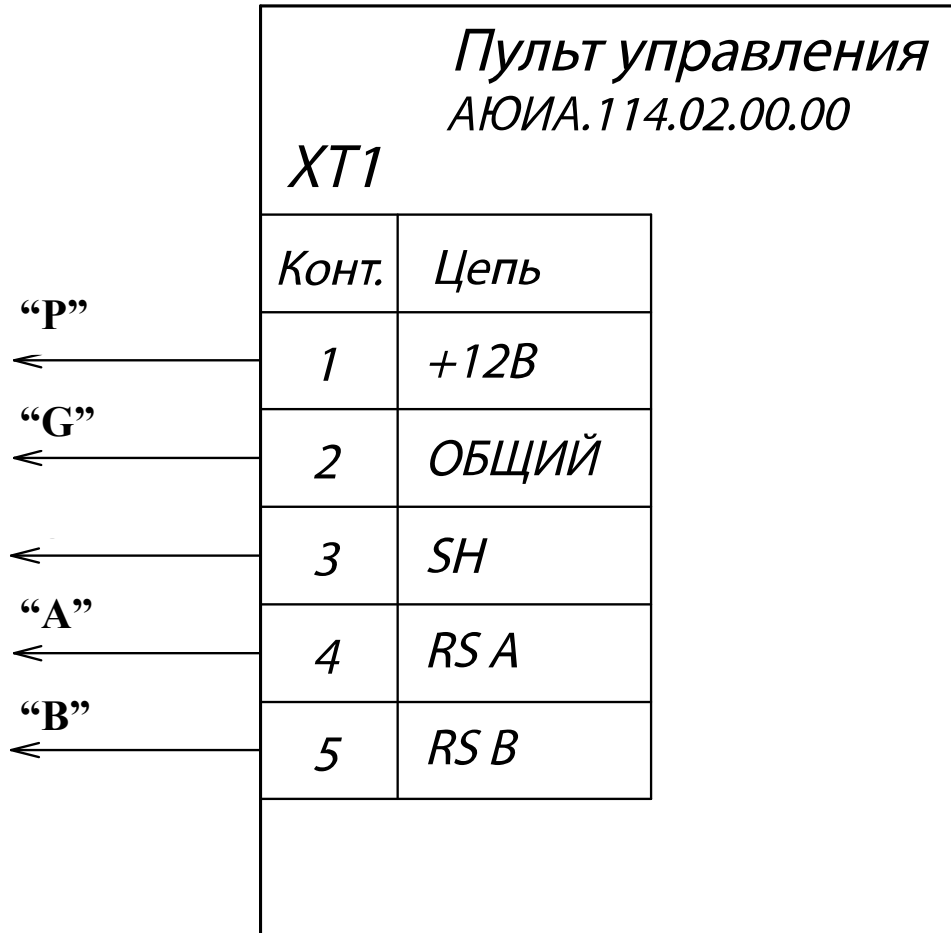 Пульт управления
АЮИА.114.02.00.00
XT1
Конт. Цепь
“P”
1 +12В
“G”
2 ОБЩИЙ
3 SH
“A”
4 RS A
“B”
5 RS B